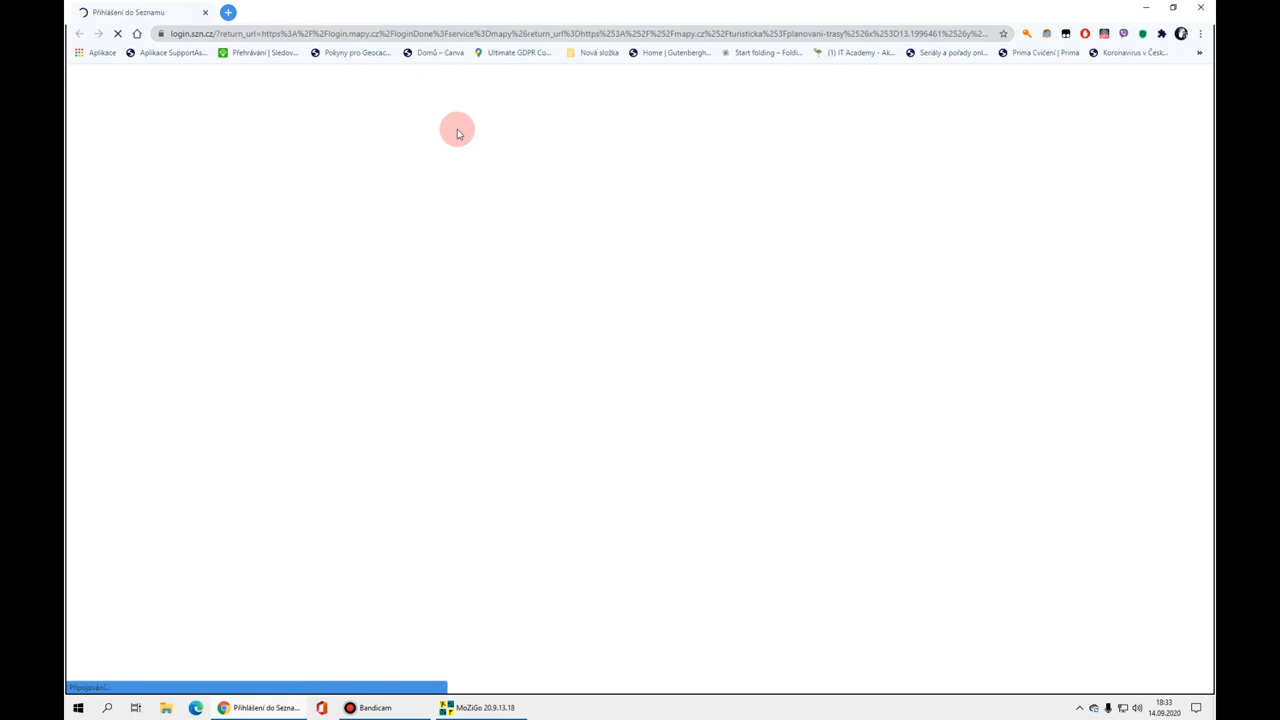 Přihlášení do Seznamu
login.szn.cz/?return_url=https%3A%2F%2Flogin.mapy.cz%2FloginDone%3Fservice%3Dmapy%26return_url%3Dhttps%253A%252F%252Fmapy.cz%252Fturisticka%253Fplanovani-trasy%2526x%253D13.1996461%2526y%2...
Aplikace
Aplikace SupportAs...
Přehrávání | Sledov...
Pokyny pro Geocac...
Domů – Canva
Ultimate GDPR Co...
Nová složka
Home | Gutenbergh...
Start folding – Foldi...
(1) IT Academy - Ak...
Seriály a pořady onl...
Prima Cvičení | Prima
Koronavirus v Česk...
»
Připojování...
Přihlášení do Sezna...
Bandicam
MoZiGo 20.9.13.18
18:33
14.09.2020